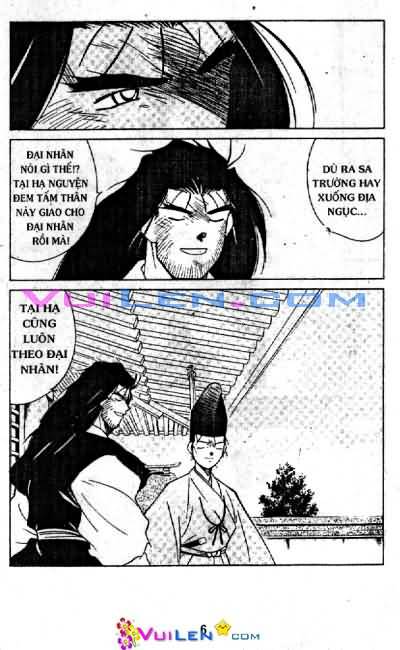 ĐẠI NHÂN
NÓI GÌ THẾ!?
TẠI HẠ NGUYỆN
ĐEM TẤM THÂN
NÀY GIAO CHO
ĐẠI NHÂN
RỒI MÀ!
DÙ RA SA
TRƯỜNG HAY
XUỐNG ĐỊA
NGỤC...
VUILEN.COM
TẠI HẠ
CŨNG
LUÔN
THEO ĐẠI
NHÂN!
6
VUILEN.COM